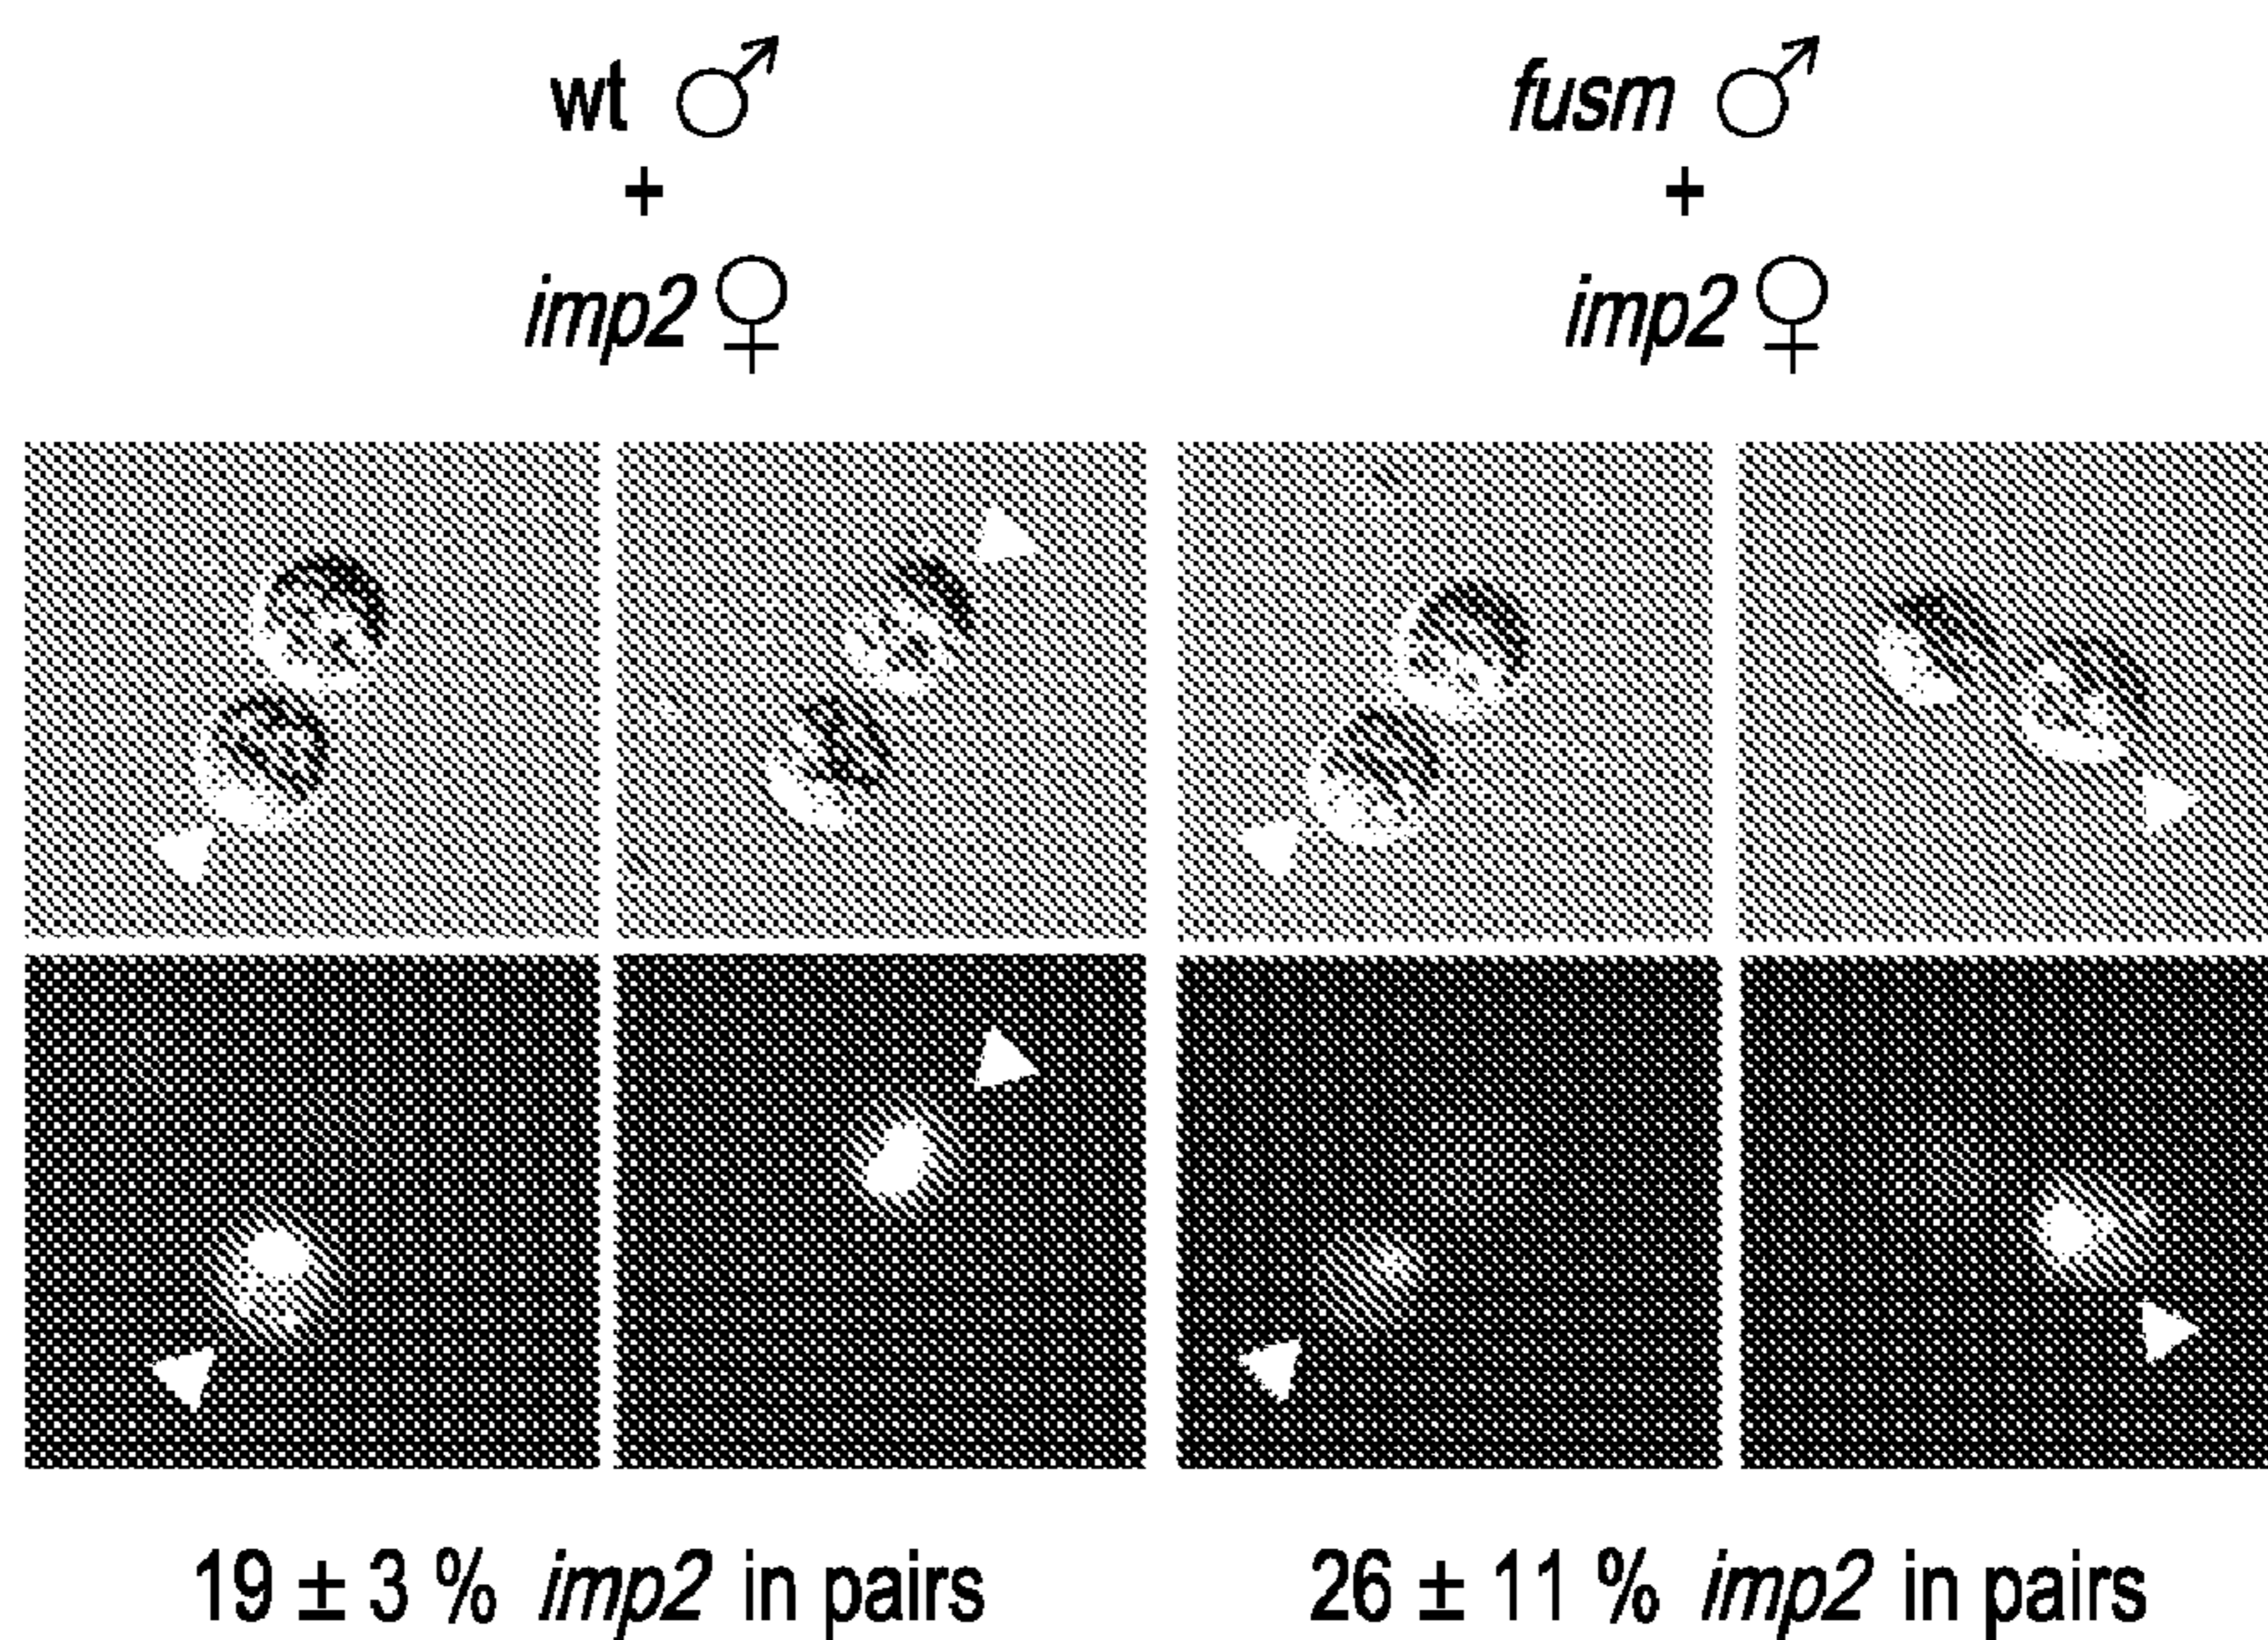 wt ♂
+
imp2 ♀
fusm ♂
+
imp2 ♀
19 ± 3 % imp2 in pairs
26 ± 11 % imp2 in pairs